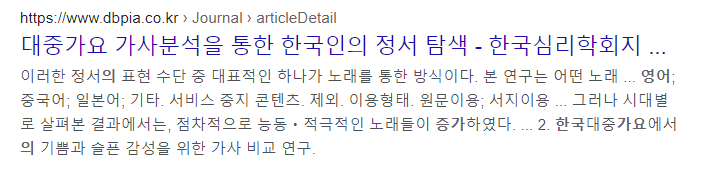 https://www.dbpia.co.kr › Journal › articleDetail
대중가요 가사분석을 통한 한국인의 정서 탐색 - 한국심리학회지 ...
이러한 정서의 표현 수단 중 대표적인 하나가 노래를 통한 방식이다. 본 연구는 어떤 노래 ... 영어;
중국어; 일본어; 기타. 서비스 중지 콘텐츠. 제외. 이용형태. 원문이용; 서지이용 ... 그러나 시대별
로 살펴본 결과에서는, 점차적으로 능동・적극적인 노래들이 증가하였다. ... 2. 한국대중가요에서
의 기쁨과 슬픈 감성을 위한 가사 비교 연구.